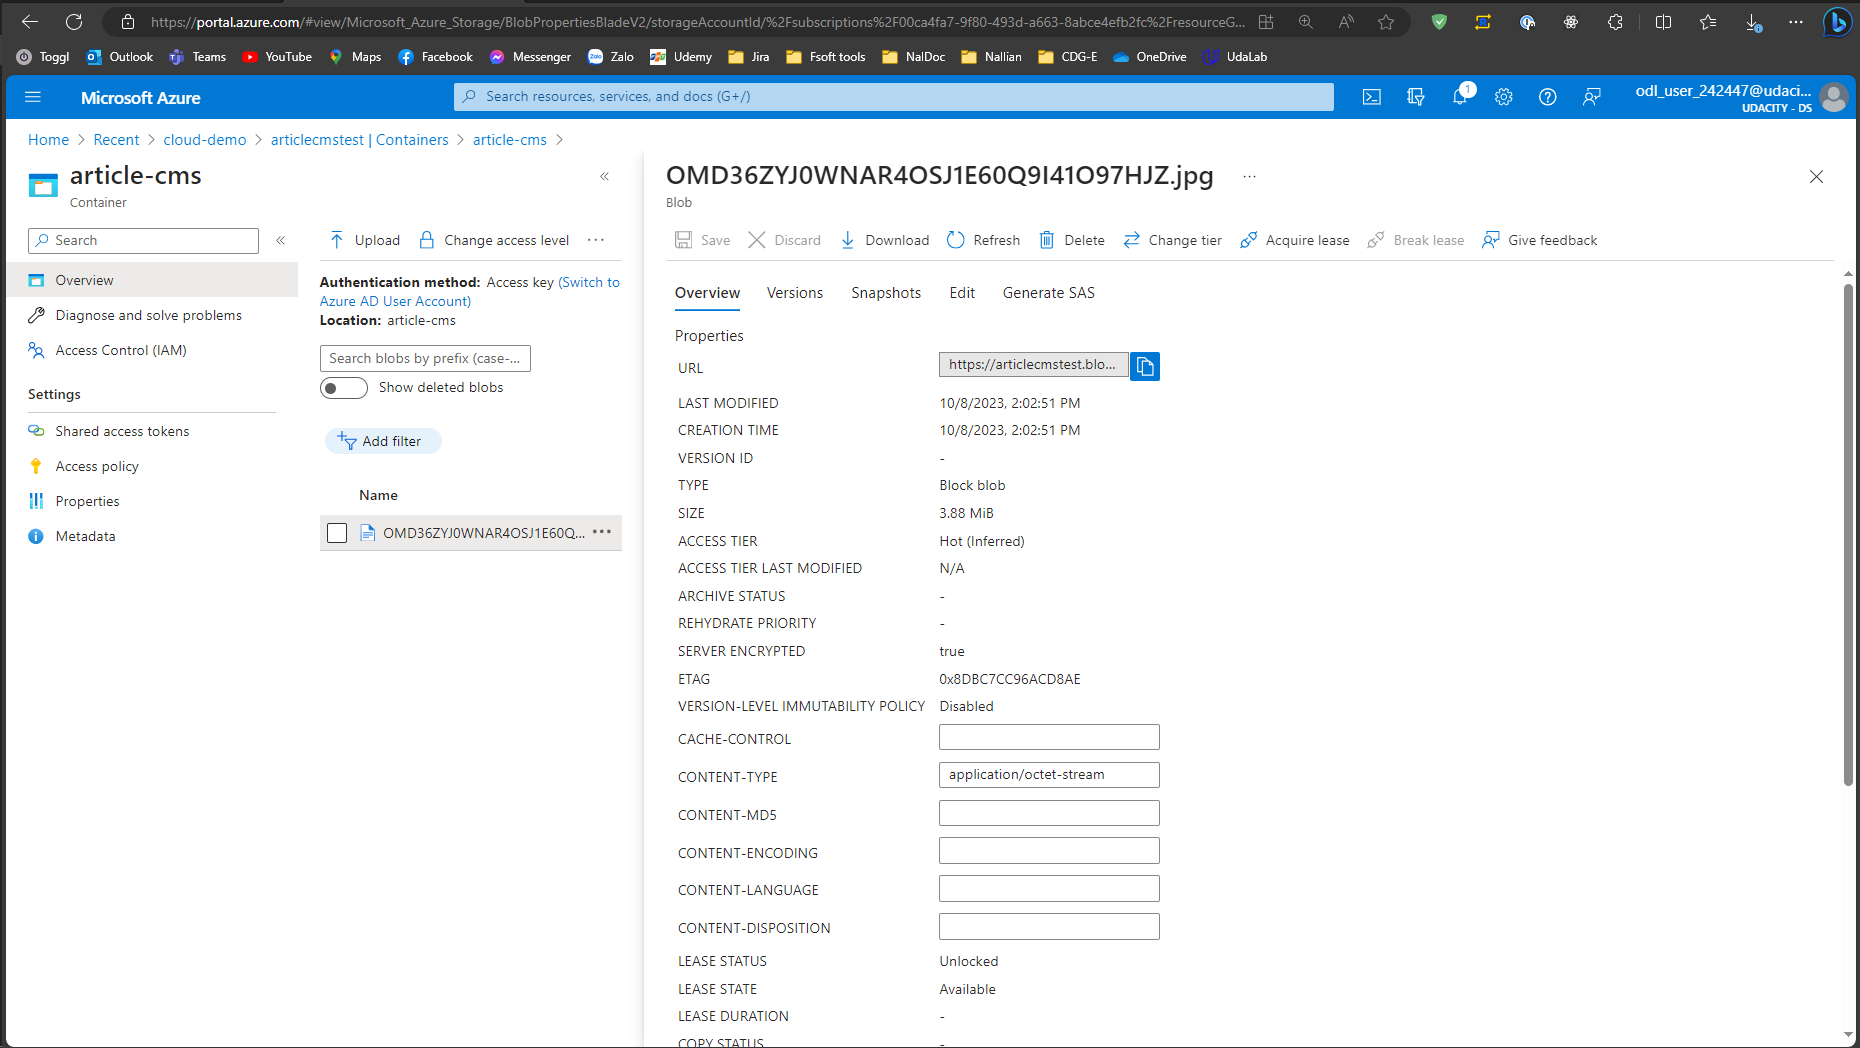 https://portal.azure.com/#view/Microsoft_Azure_Storage/BlobPropertiesBladeV2/storageAccountId/%2Fsubscriptions%2F00ca4fa7-9f80-493d-a663-8abce4efb2fc%2FresourceG...
Toggl Outlook Teams YouTube Maps Facebook Messenger Zalo Udemy Jira Fsoft tools NalDoc Nallian CDG-E OneDrive UdaLab
Microsoft Azure
Search resources, services, and docs (G+/)
1
odl_user_242447@udaci...
UDACITY - DS
Home > Recent > cloud-demo > articlecmstest | Containers > article-cms >
article-cms
Container
Search
Overview
Diagnose and solve problems
Access Control (IAM)
Settings
Shared access tokens
Access policy
Properties
Metadata
Upload Change access level ...
Authentication method: Access key (Switch to
Azure AD User Account)
Location: article-cms
Search blobs by prefix (case-...
Show deleted blobs
Add filter
Name
OMD36ZYJ0WNAR4OSJ1E60Q... ...
OMD36ZYJ0WNAR4OSJ1E60Q9I41O97HJZ.jpg ...
Blob
Save Discard Download Refresh Delete Change tier Acquire lease Break lease Give feedback
Overview Versions Snapshots Edit Generate SAS
Properties
URL https://articlecmstest.blo...
LAST MODIFIED 10/8/2023, 2:02:51 PM
CREATION TIME 10/8/2023, 2:02:51 PM
VERSION ID -
TYPE Block blob
SIZE 3.88 MiB
ACCESS TIER Hot (Inferred)
ACCESS TIER LAST MODIFIED N/A
ARCHIVE STATUS -
REHYDRATE PRIORITY -
SERVER ENCRYPTED true
ETAG 0x8DBC7CC96ACD8AE
VERSION-LEVEL IMMUTABILITY POLICY Disabled
CACHE-CONTROL
CONTENT-TYPE application/octet-stream
CONTENT-MD5
CONTENT-ENCODING
CONTENT-LANGUAGE
CONTENT-DISPOSITION
LEASE STATUS Unlocked
LEASE STATE Available
LEASE DURATION -
COPY STATUS -